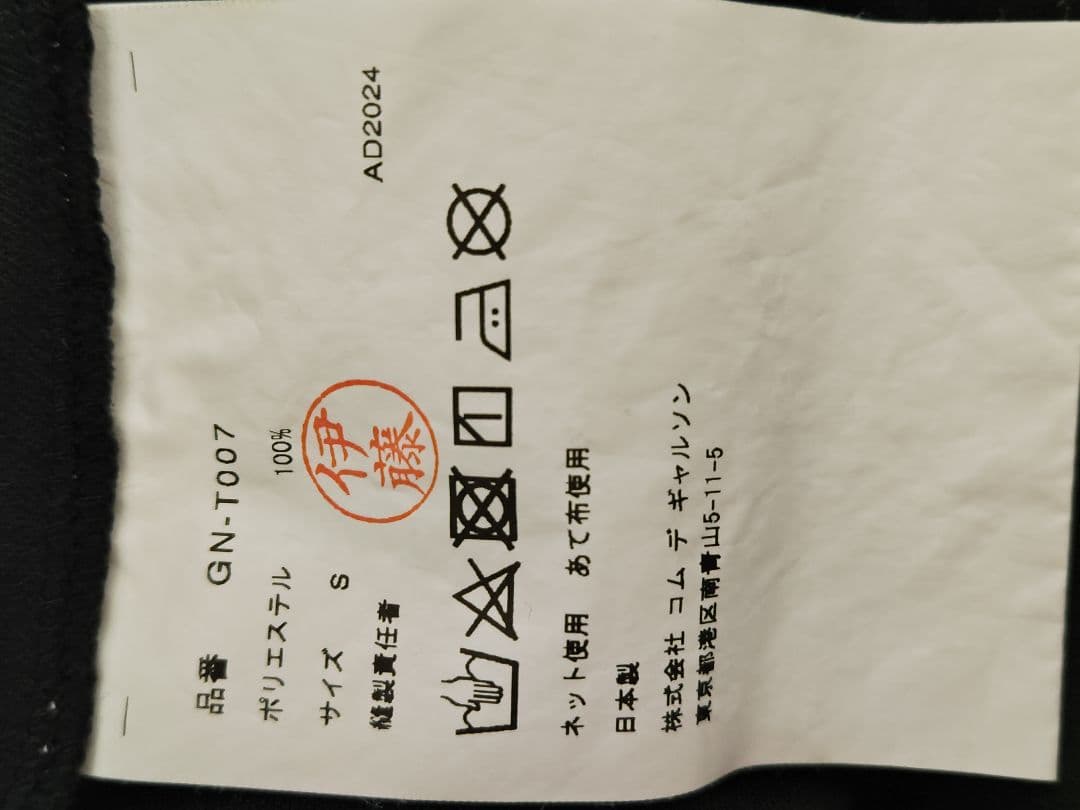 品番 GN-T007
ポリエステル 100%
サイズ S
縫製責任者 伊藤 AD2024
ネット使用 あて布使用
日本製
株式会社 コム デ ギャルソン
東京都港区南青山5-11-5